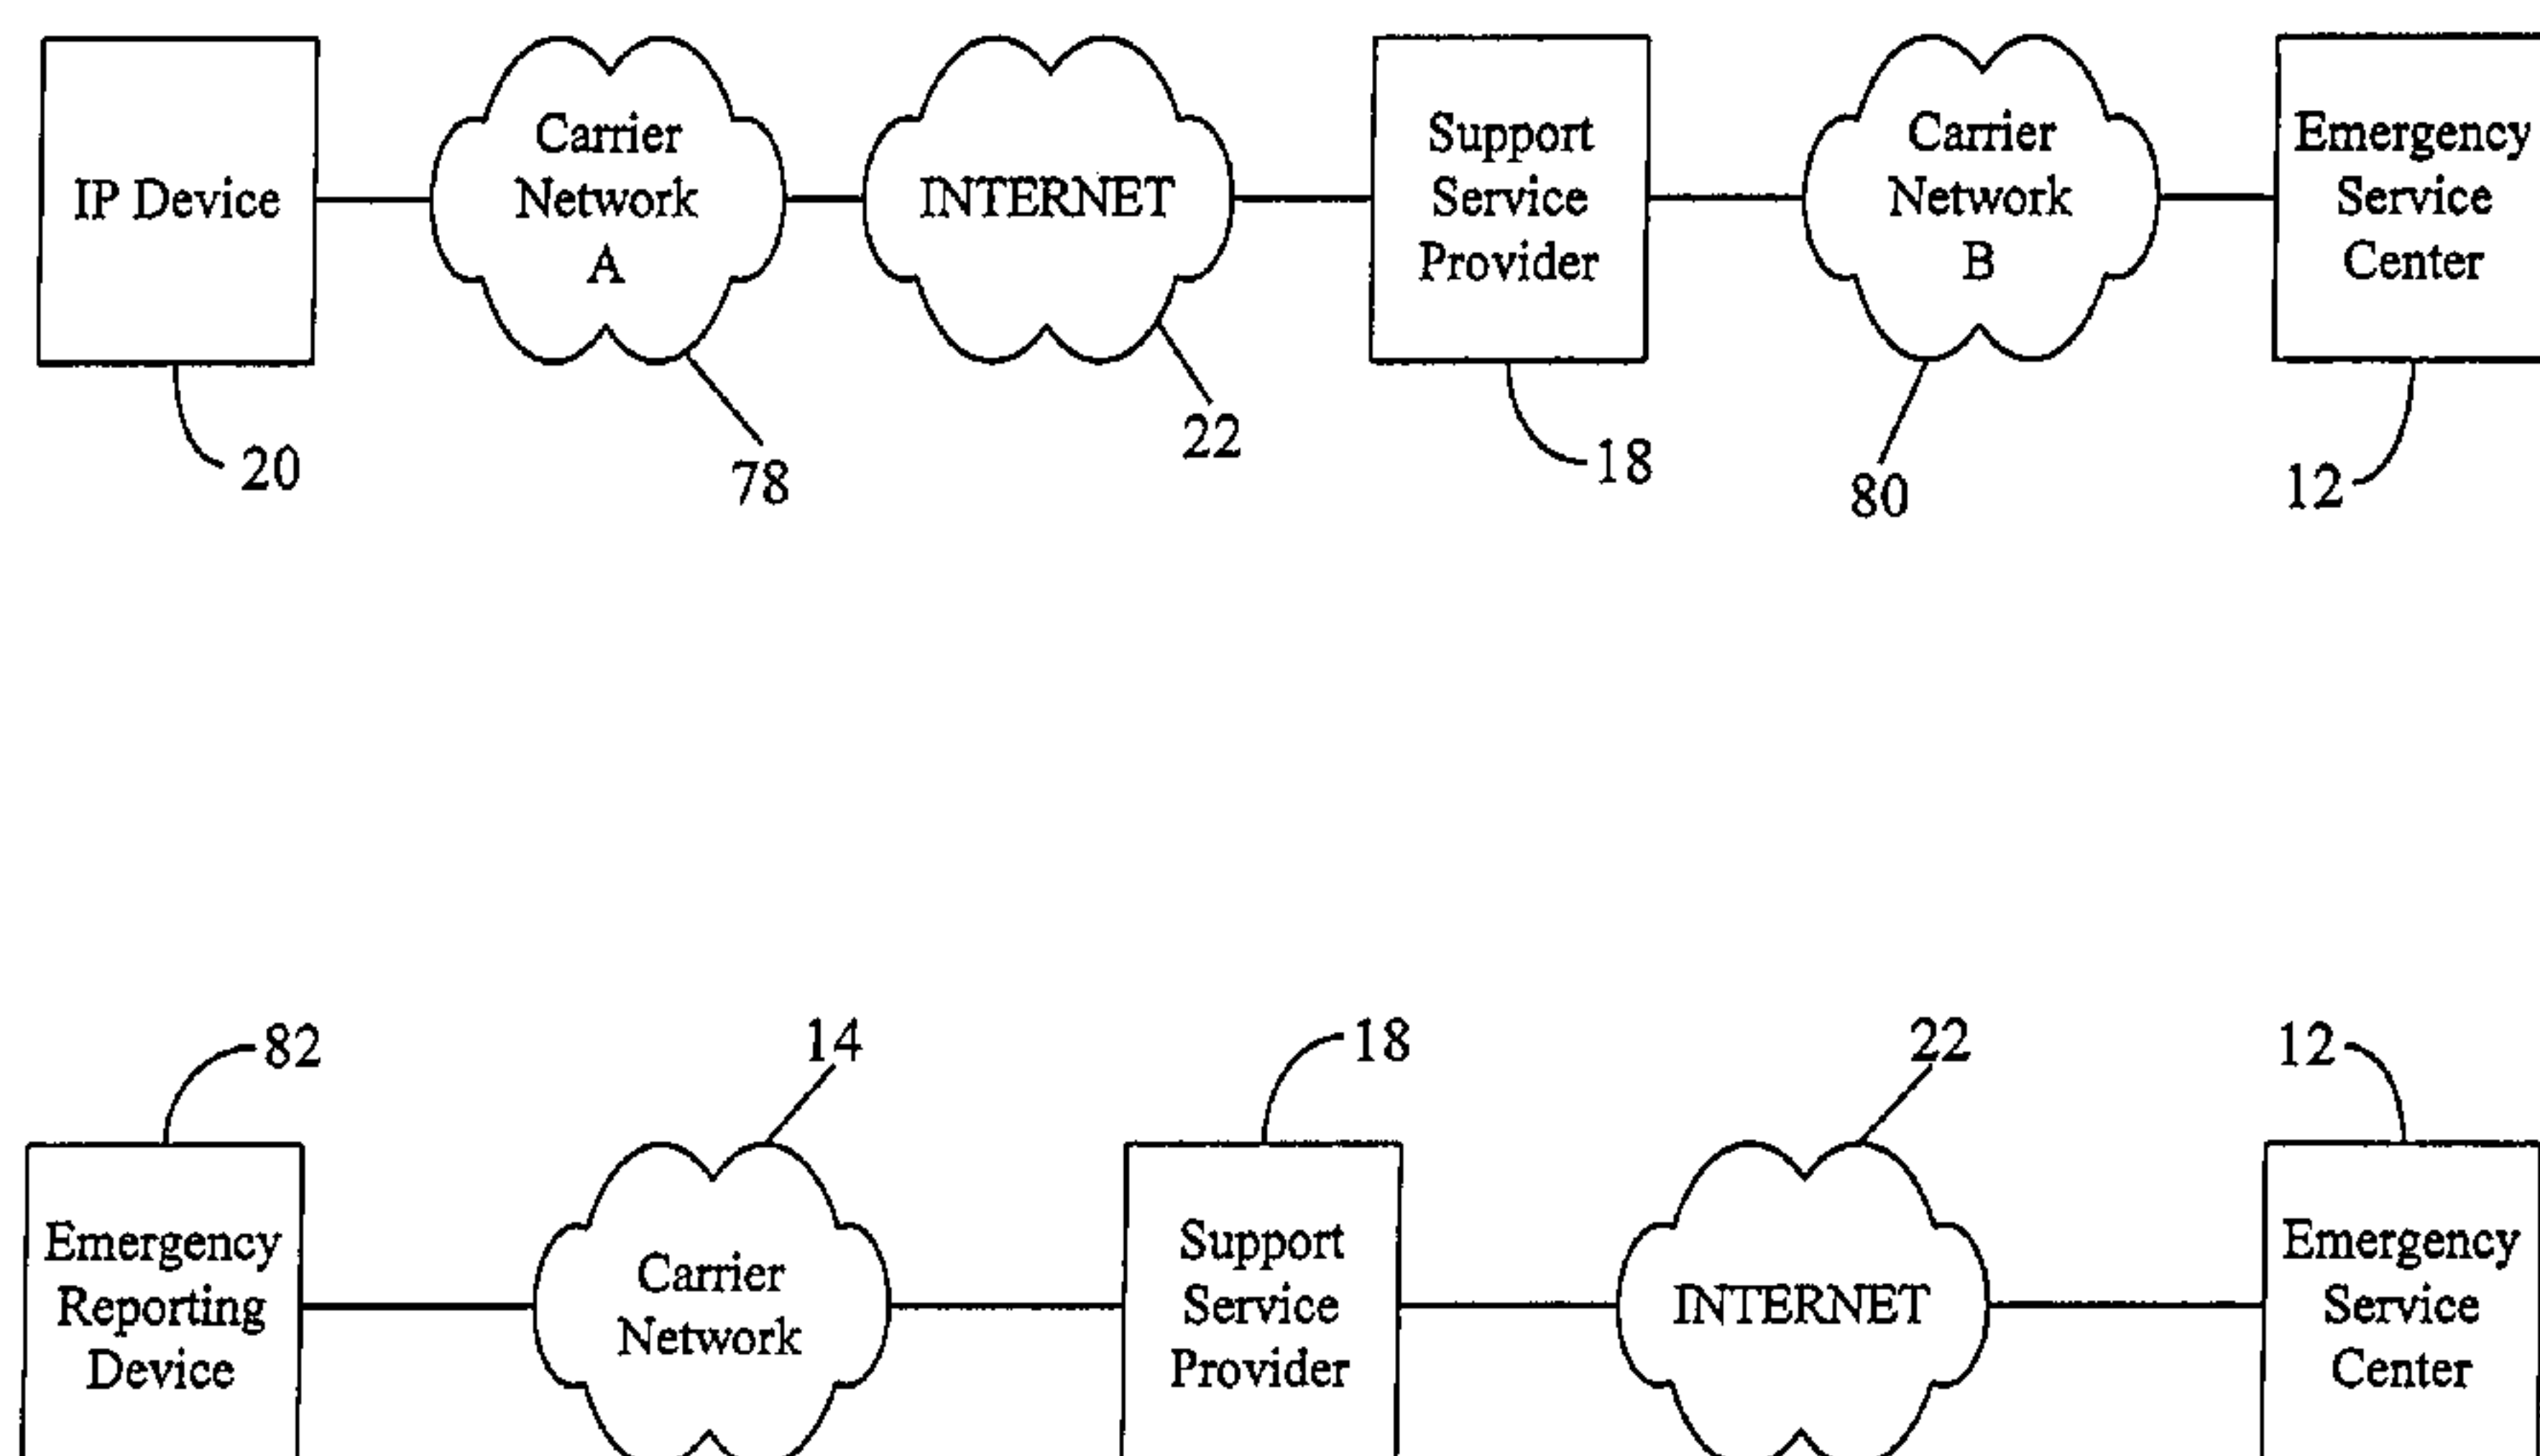 IP Device
Carrier
Network
A
INTERNET
Support
Service
Provider
Carrier
Network
B
Emergency
Service
Center
20
78
22
18
80
12
82
14
18
22
12
Emergency
Reporting
Device
Carrier
Network
Support
Service
Provider
INTERNET
Emergency
Service
Center